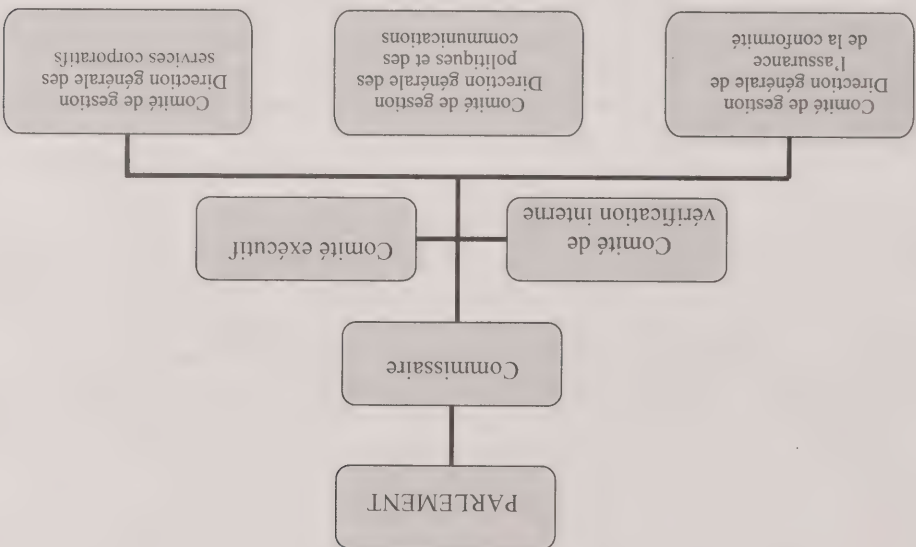 PARLEMENT
Commissaire
Comité de
vérification interne
Comité exécutif
Comité de gestion
Direction générale de
l'assurance
de la conformité
Comité de gestion
Direction générale des
politiques et des
communications
Comité de gestion
Direction générale des
services corporatifs